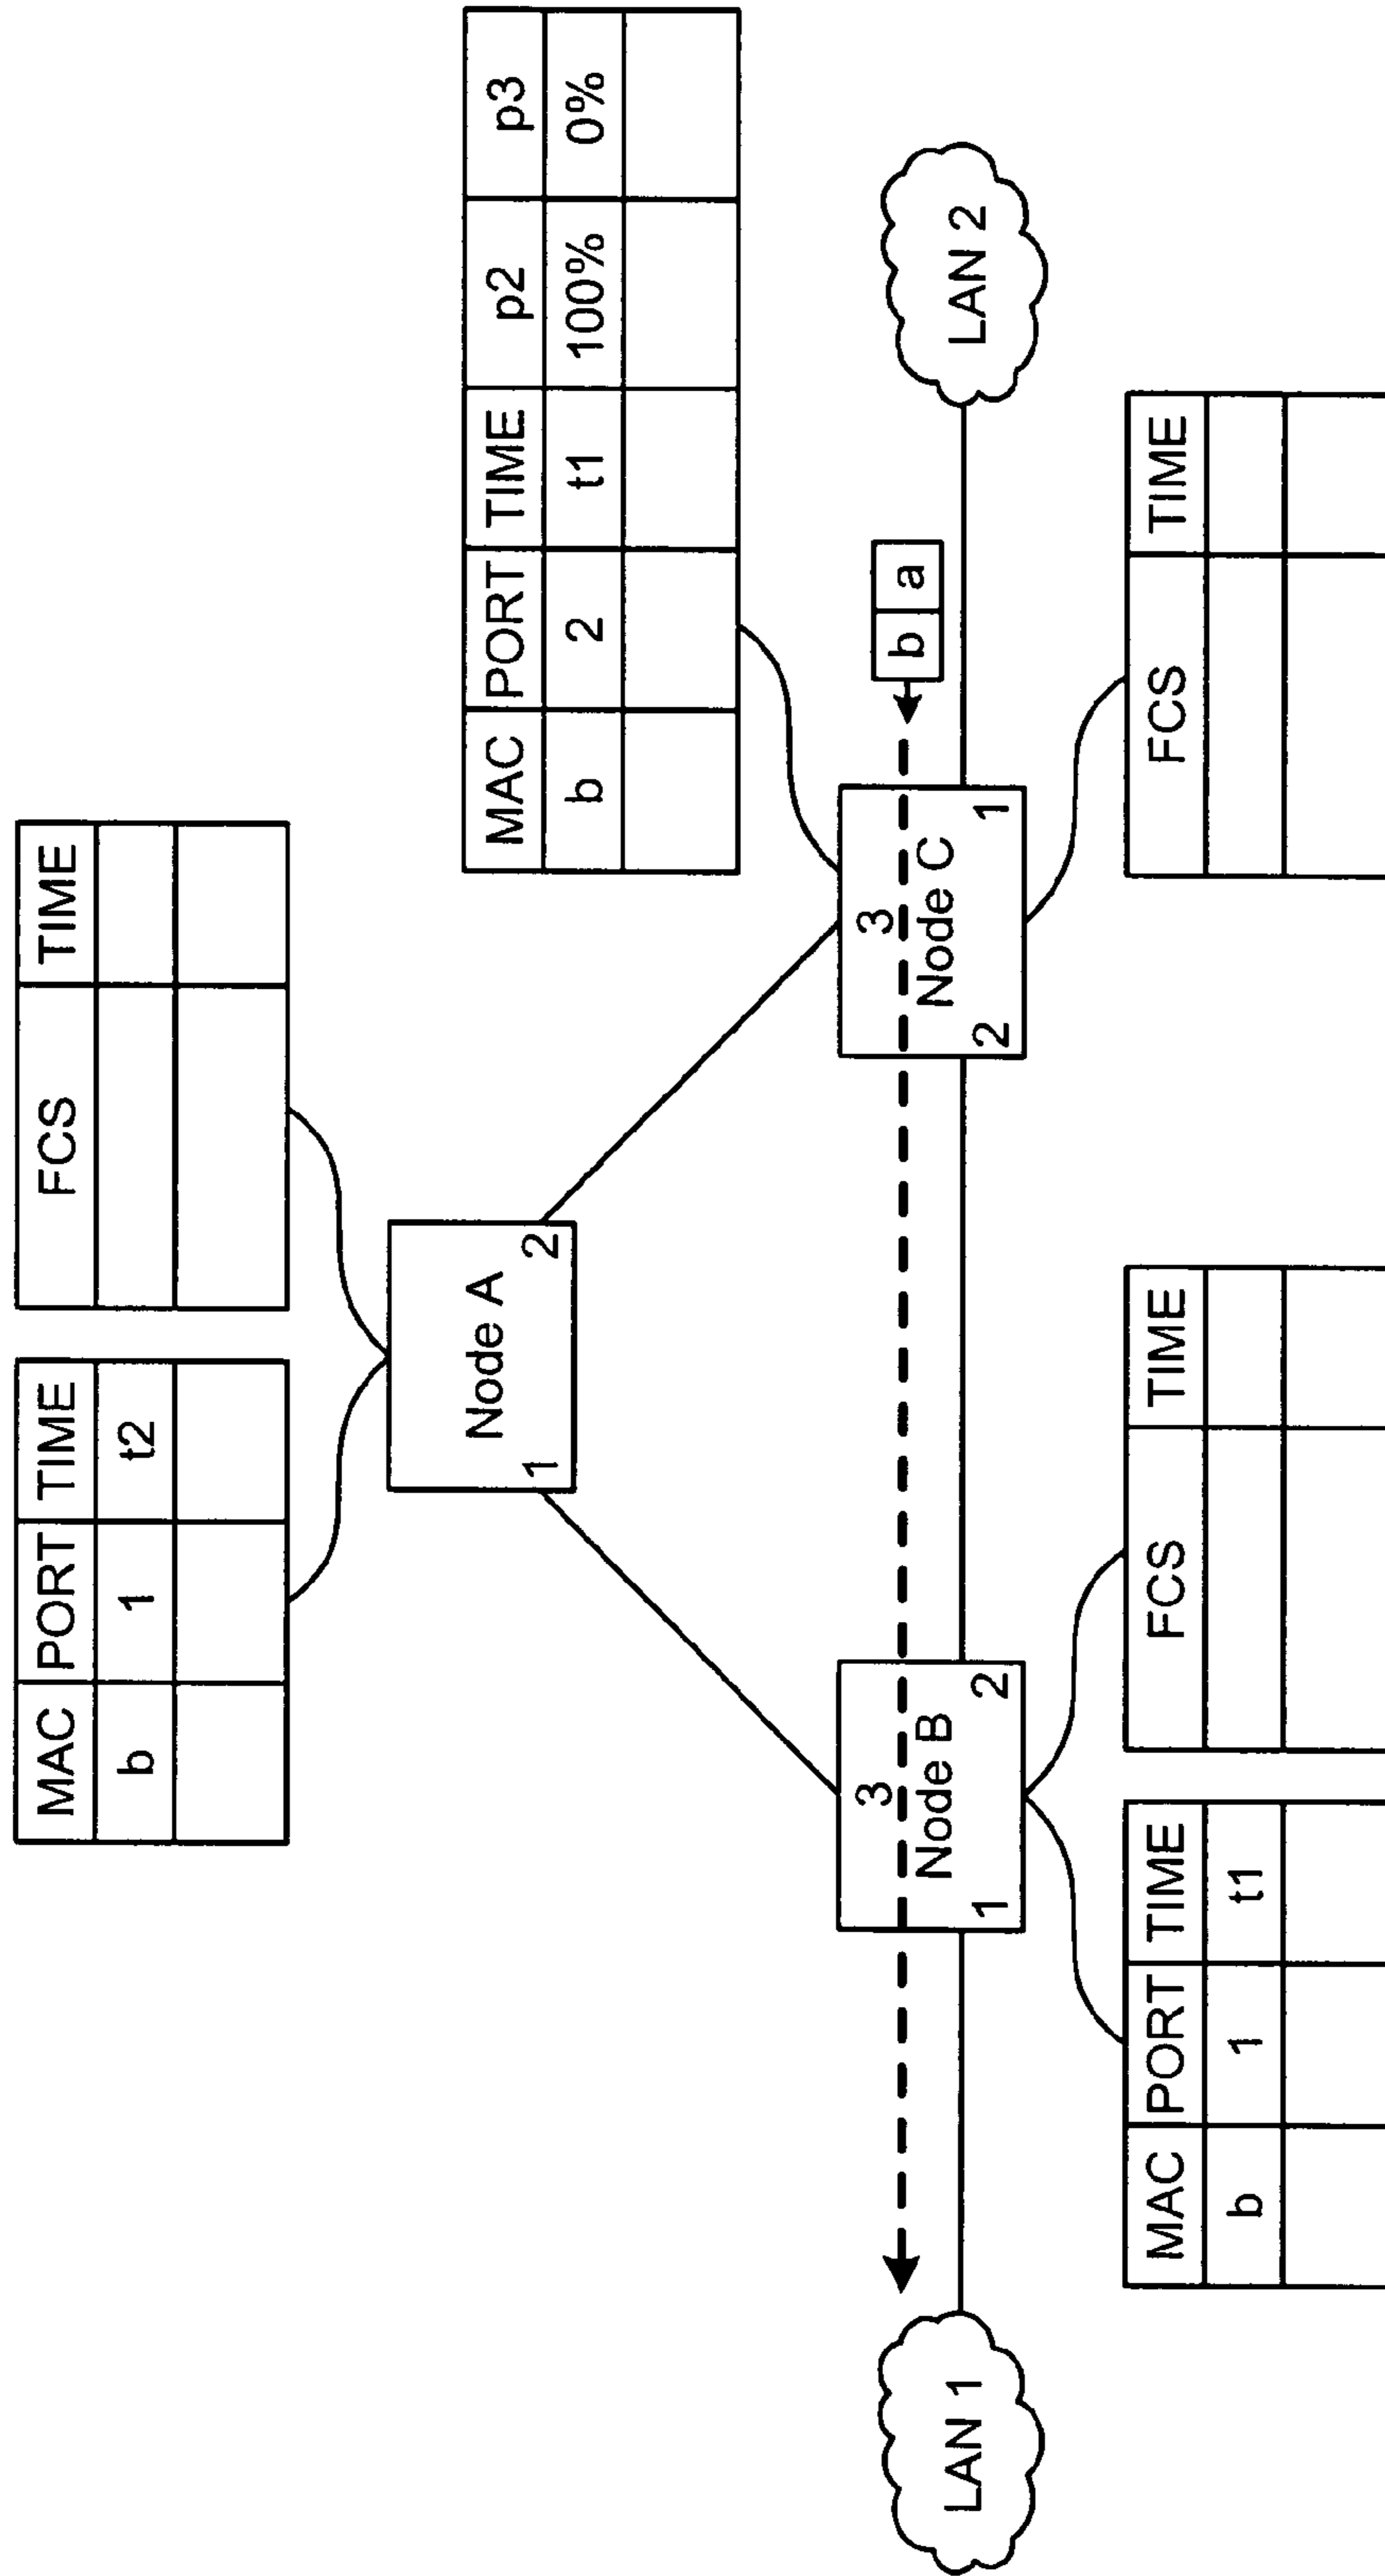 MAC PORT TIME
b 1 t2
FCS TIME
Node A
1 2
MAC PORT TIME p2 p3
b 2 t1 100% 0%
3
Node B
1 2
3
Node C
2 1
b a
LAN 1
LAN 2
MAC PORT TIME
b 1 t1
FCS TIME
FCS TIME